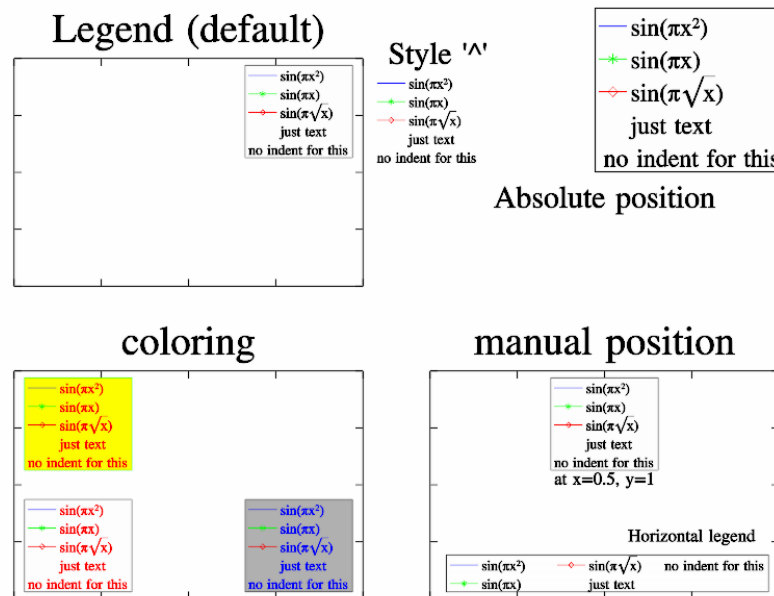 Legend (default)
sin(πx²)
sin(πx)
sin(π√x)
just text
no indent for this
Style '^'
sin(πx²)
sin(πx)
sin(π√x)
just text
no indent for this
sin(πx²)
sin(πx)
sin(π√x)
just text
no indent for this
Absolute position
coloring
sin(πx²)
sin(πx)
sin(π√x)
just text
no indent for this
sin(πx²)
sin(πx)
sin(π√x)
just text
no indent for this
sin(πx²)
sin(πx)
sin(π√x)
just text
no indent for this
manual position
sin(πx²)
sin(πx)
sin(π√x)
just text
no indent for this
at x=0.5, y=1
Horizontal legend
sin(πx²) sin(π√x) no indent for this
sin(πx) just text